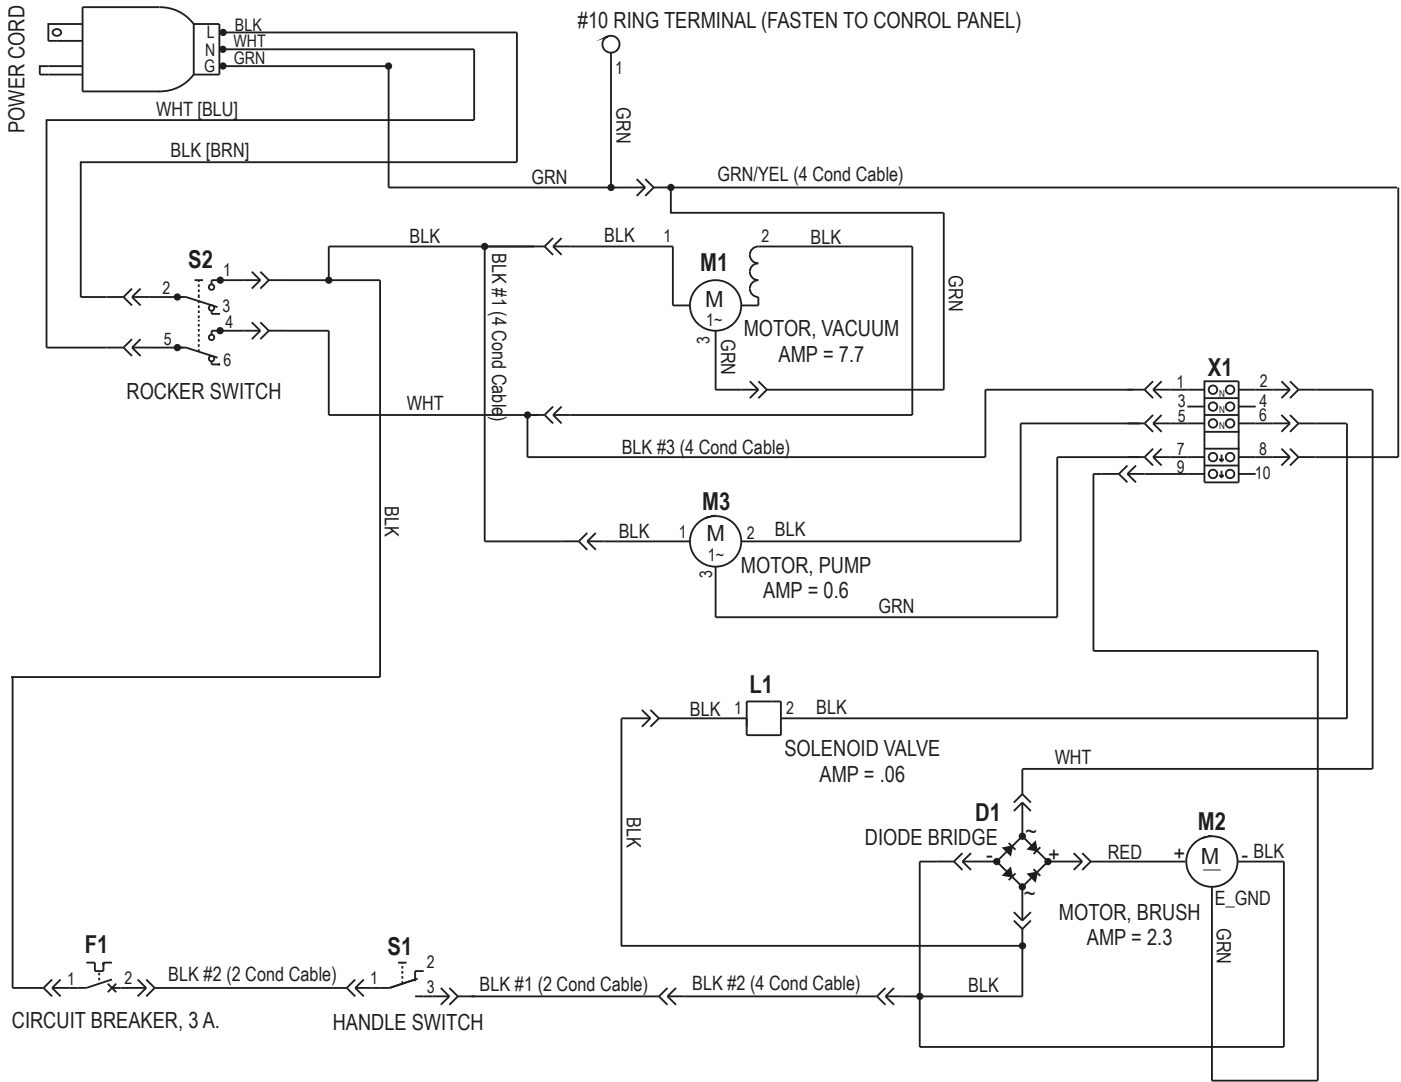 #10 RING TERMINAL (FASTEN TO CONROL PANEL)
POWER CORD
L
BLK
N
WHT
G
GRN
1
GRN
WHT [BLU]
BLK [BRN]
GRN
GRN/YEL (4 Cond Cable)
BLK
BLK
1
2
BLK
S2
M1
1
2
3
4
5
6
ROCKER SWITCH
BLK #1 (4 Cond Cable)
M
1~
3
GRN
GRN
MOTOR, VACUUM
AMP = 7.7
X1
1
N
2
3
N
4
5
N
6
7
8
9
10
WHT
BLK #3 (4 Cond Cable)
BLK
M3
BLK
1
M
1~
2
BLK
3
MOTOR, PUMP
AMP = 0.6
GRN
L1
BLK
1
2
BLK
SOLENOID VALVE
AMP = .06
WHT
BLK
D1
DIODE BRIDGE
~
-
+
~
RED
M2
+
M
-
BLK
E_GND
MOTOR, BRUSH
AMP = 2.3
GRN
F1
1
2
CIRCUIT BREAKER, 3 A.
BLK #2 (2 Cond Cable)
S1
1
2
3
HANDLE SWITCH
BLK #1 (2 Cond Cable)
BLK #2 (4 Cond Cable)
BLK